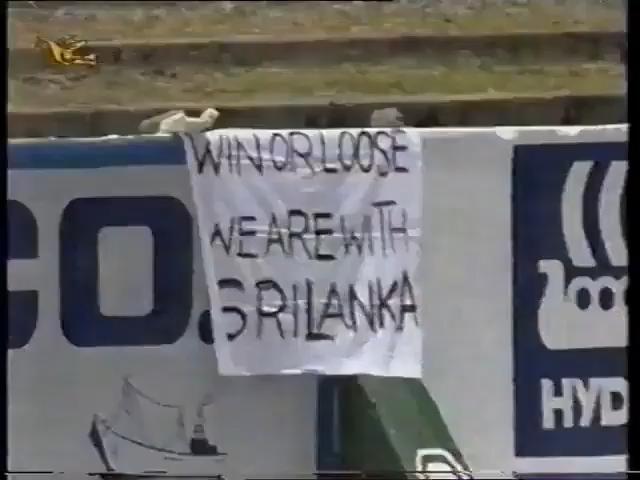 WIN OR LOOSE
WE ARE WITH
SRILANKA
CO.
HYD